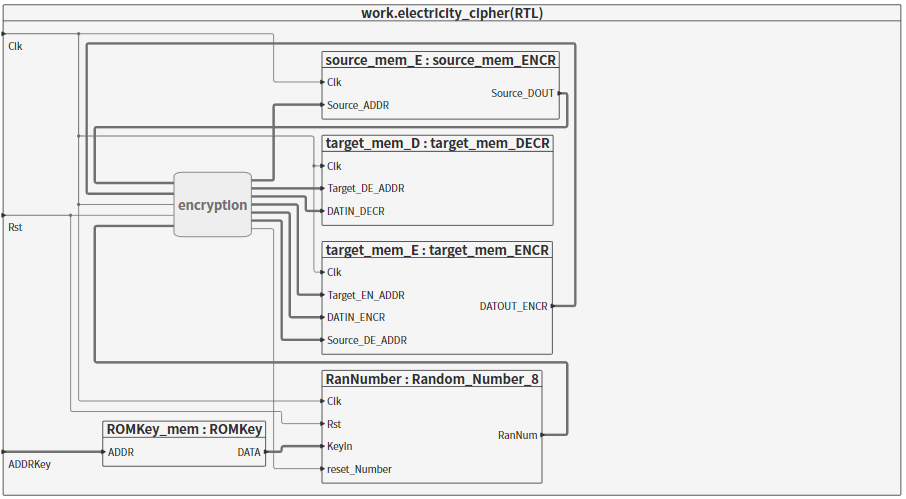 work.electricity_cipher(RTL)
Clk
source_mem_E : source_mem_ENCR
Clk
Source_DOUT
Source_ADDR
target_mem_D : target_mem_DECR
Clk
Target_DE_ADDR
DATIN_DECR
encryption
Rst
target_mem_E : target_mem_ENCR
Clk
Target_EN_ADDR
DATOUT_ENCR
DATIN_ENCR
Source_DE_ADDR
RanNumber : Random_Number_8
Clk
Rst
RanNum
KeyIn
reset_Number
ROMKey_mem : ROMKey
ADDR DATA
ADDRKey